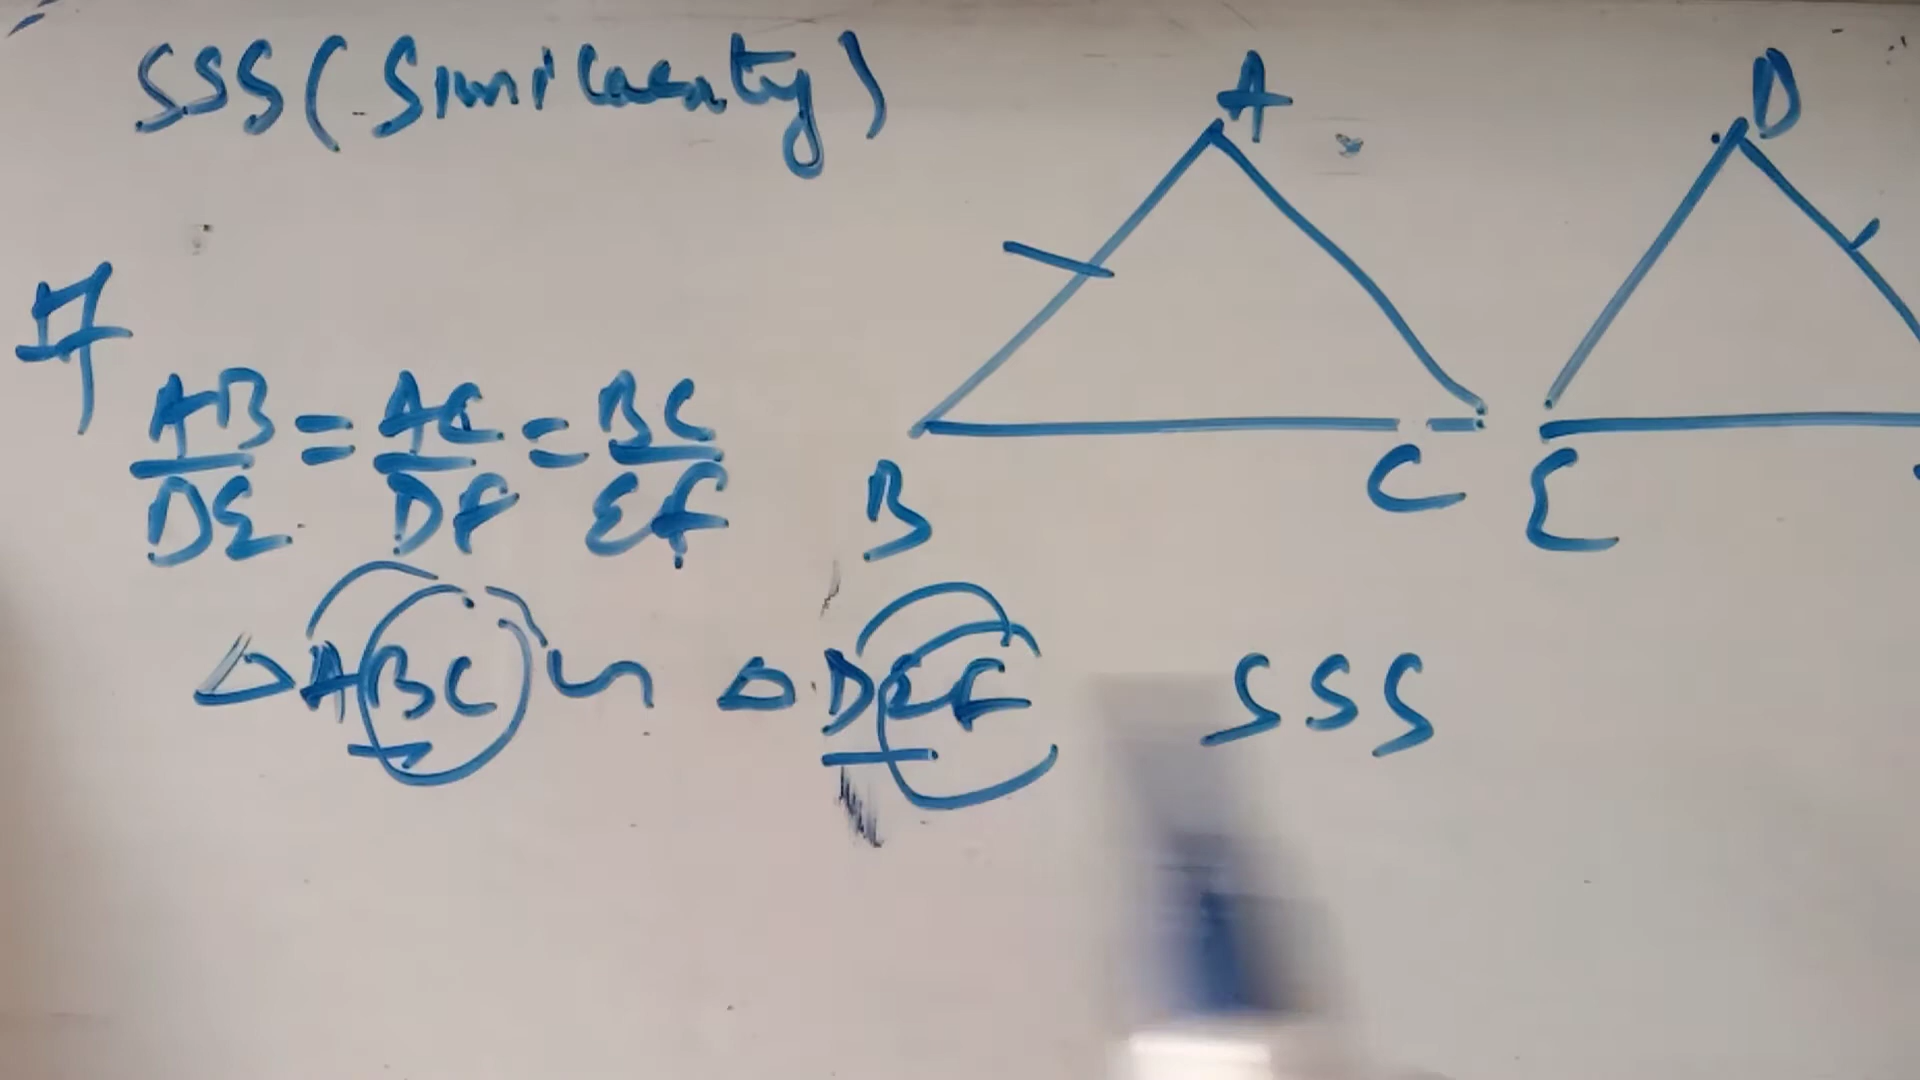 SSS (Similarity)
A
D
If
AB/DE = AC/DF = BC/EF
B
C
E
△ABC ∽ △DEF SSS